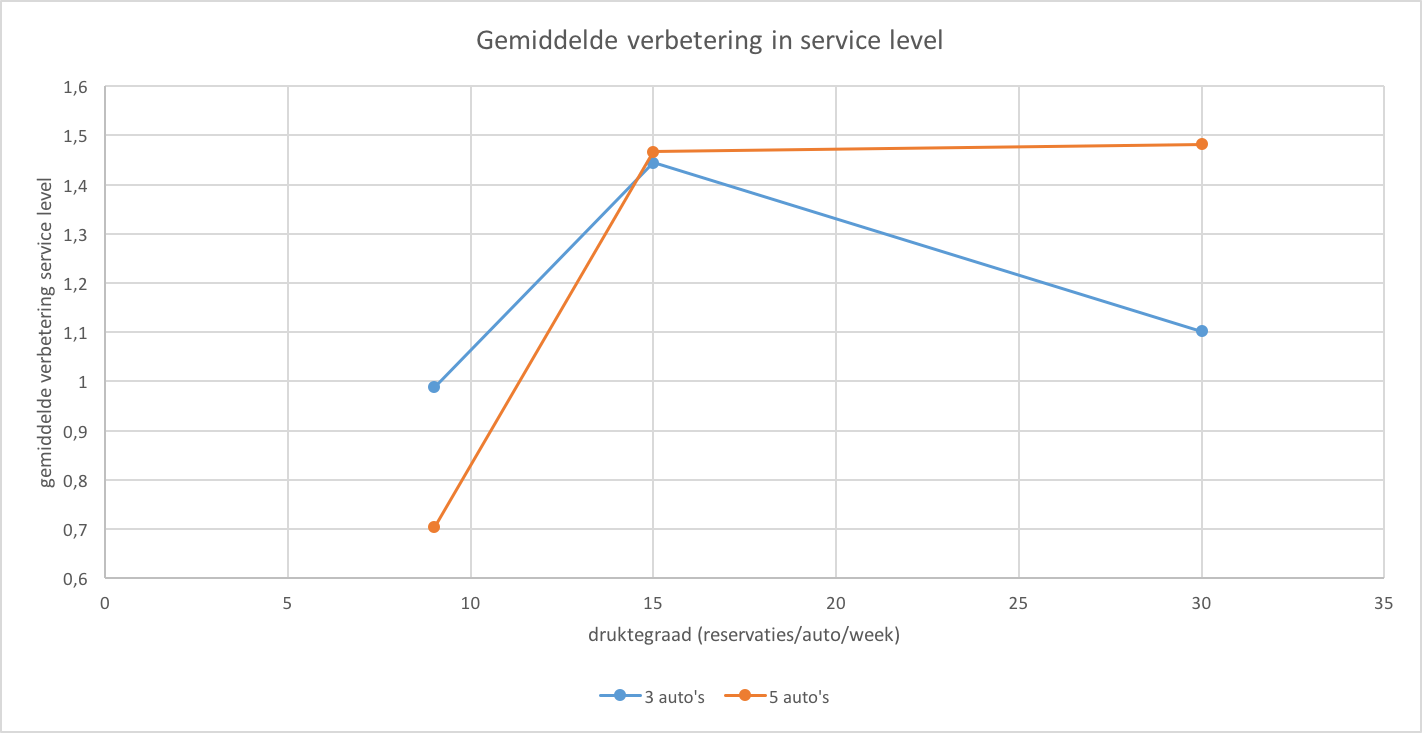 Gemiddelde verbetering in service level
gemiddelde verbetering service level
1,6
1,5
1,4
1,3
1,2
1,1
1
0,9
0,8
0,7
0,6
0 5 10 15 20 25 30 35
druktegraad (reservaties/auto/week)
3 auto's 5 auto's